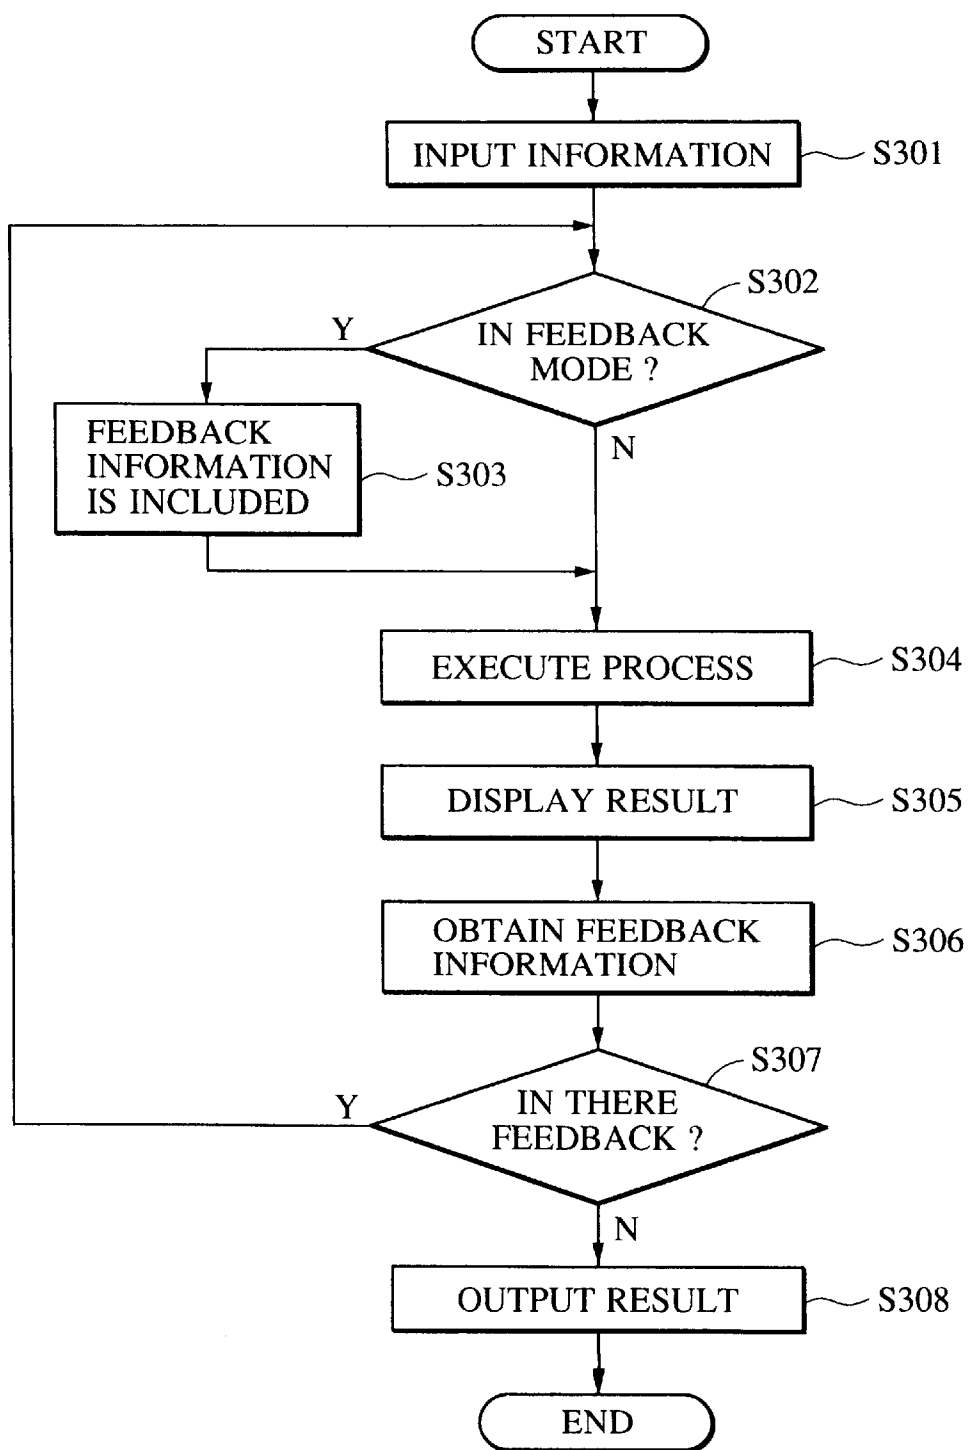 START
INPUT INFORMATION
S301
S302
Y
IN FEEDBACK
MODE ?
N
FEEDBACK
INFORMATION
IS INCLUDED
S303
EXECUTE PROCESS
S304
DISPLAY RESULT
S305
OBTAIN FEEDBACK
INFORMATION
S306
S307
Y
IN THERE
FEEDBACK ?
N
OUTPUT RESULT
S308
END